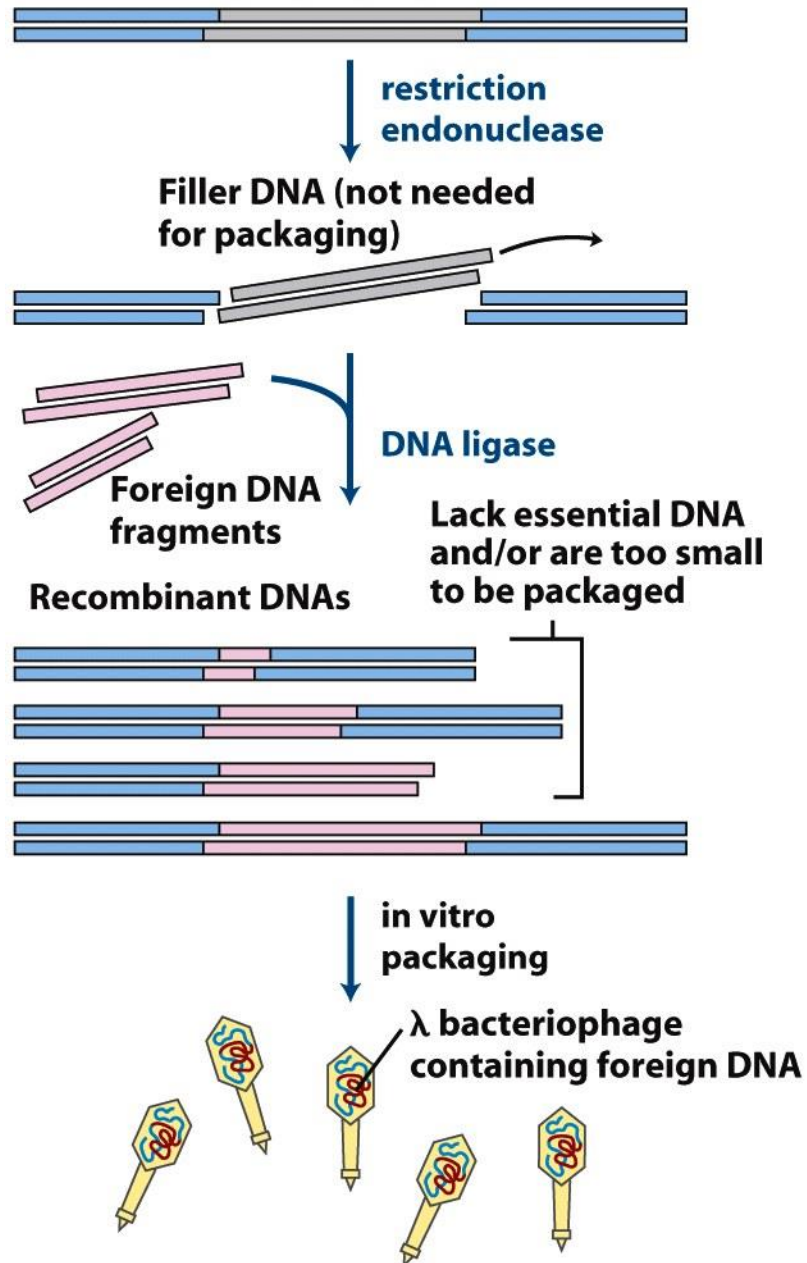 restriction
endonuclease
Filler DNA (not needed
for packaging)
DNA ligase
Foreign DNA
fragments
Lack essential DNA
and/or are too small
to be packaged
Recombinant DNAs
in vitro
packaging
λ bacteriophage
containing foreign DNA